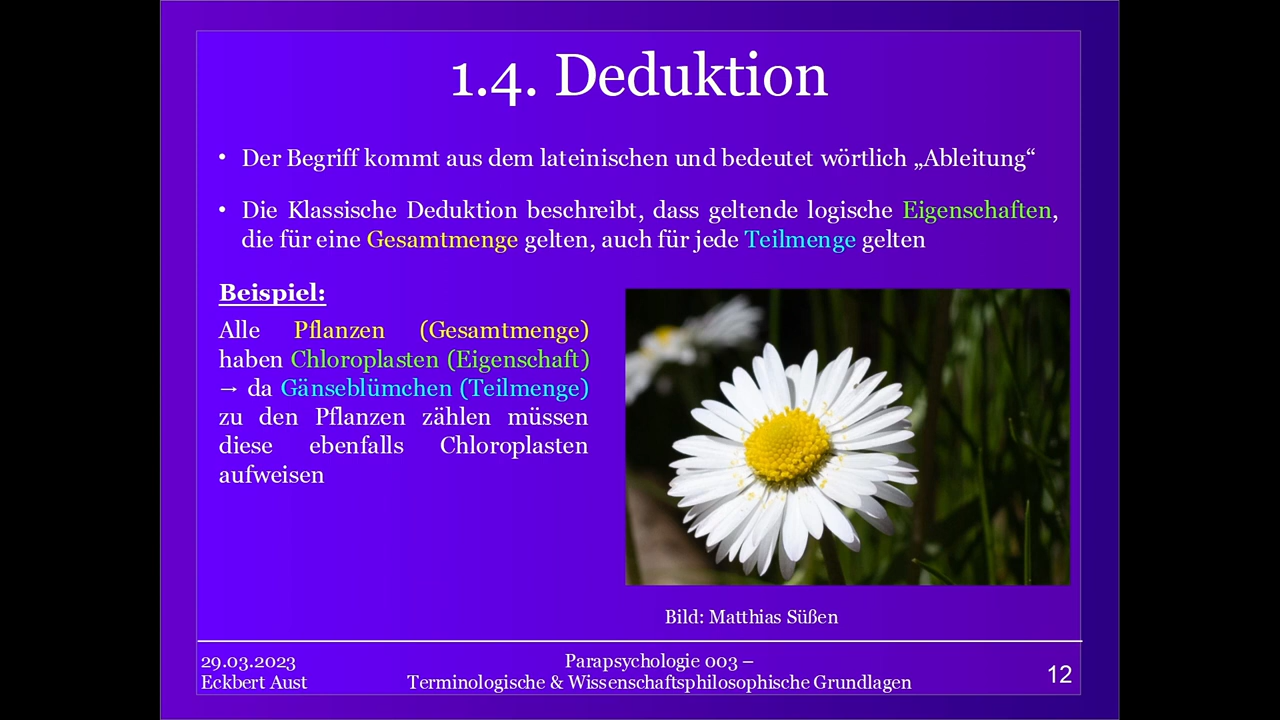 1.4. Deduktion
• Der Begriff kommt aus dem lateinischen und bedeutet wörtlich „Ableitung“
• Die Klassische Deduktion beschreibt, dass geltende logische Eigenschaften,
die für eine Gesamtmenge gelten, auch für jede Teilmenge gelten
Beispiel:
Alle Pflanzen (Gesamtmenge)
haben Chloroplasten (Eigenschaft)
→ da Gänseblümchen (Teilmenge)
zu den Pflanzen zählen müssen
diese ebenfalls Chloroplasten
aufweisen
Bild: Matthias Süßen
29.03.2023
Eckbert Aust
Parapsychologie 003 –
Terminologische & Wissenschaftsphilosophische Grundlagen
12